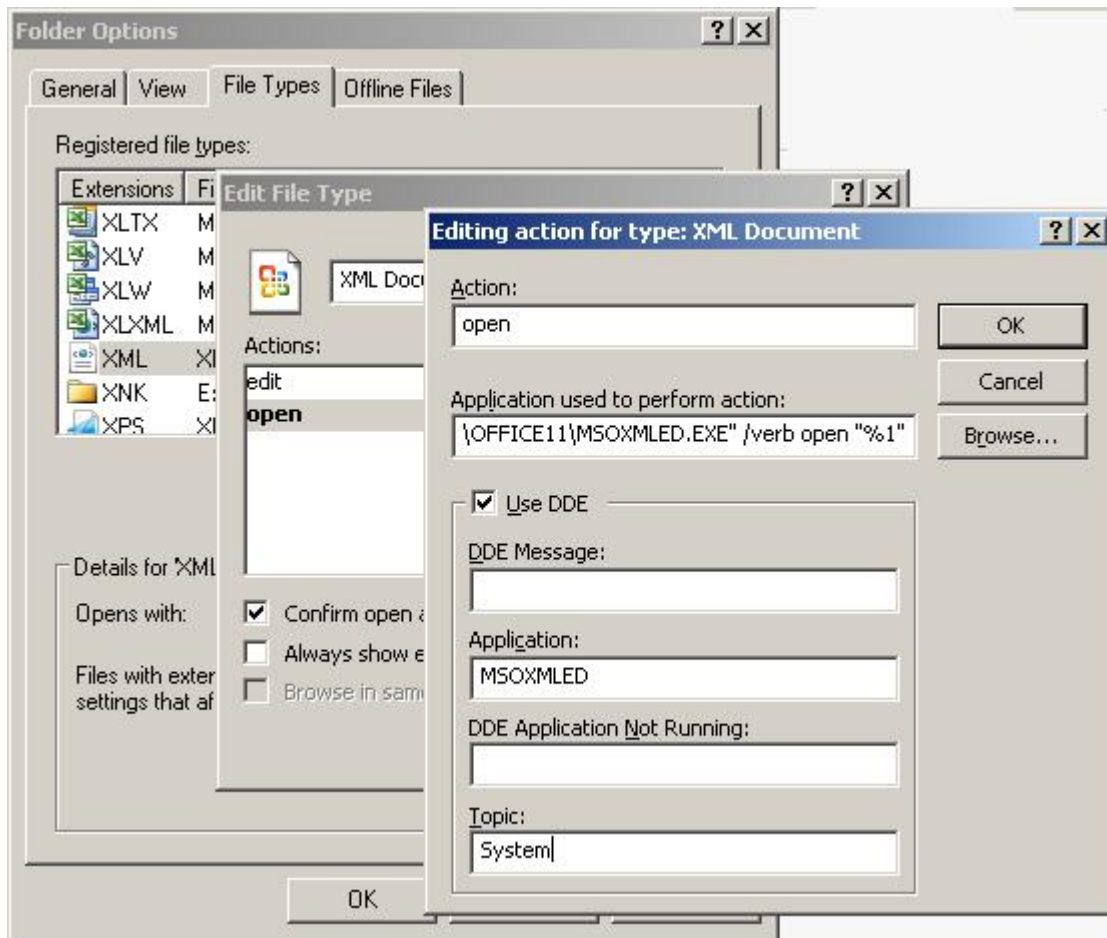 Folder Options
General View File Types Offline Files
Registered file types:
Extensions Fi
XLTX M
XLV M
XLW M
XLXML M
XML XI
XNK E:
XPS XI
Details for 'XML
Opens with:
Files with exter
settings that af
OK
Edit File Type
XML Doc
Actions:
edit
open
Confirm open a
Always show e
Browse in sam
Editing action for type: XML Document
Action:
open
OK
Cancel
Application used to perform action:
\OFFICE11\MSOXMLED.EXE" /verb open "%1"
Browse...
Use DDE
DDE Message:
Application:
MSOXMLED
DDE Application Not Running:
Topic:
System